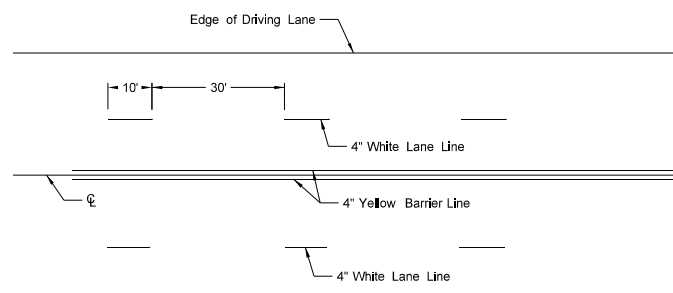 Edge of Driving Lane
10'
30'
4" White Lane Line
℄
4" Yellow Barrier Line
4" White Lane Line